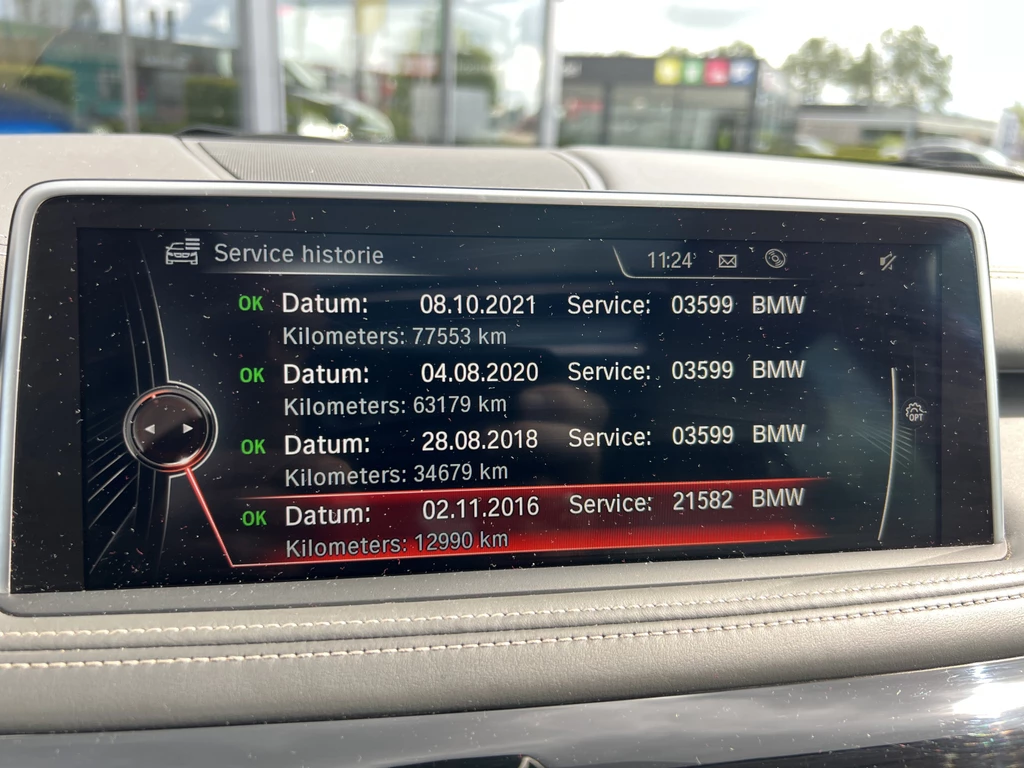 Service historie 11:24
OK Datum: 08.10.2021 Service: 03599 BMW
Kilometers: 77553 km
OK Datum: 04.08.2020 Service: 03599 BMW
Kilometers: 63179 km
OK Datum: 28.08.2018 Service: 03599 BMW
Kilometers: 34679 km
OK Datum: 02.11.2016 Service: 21582 BMW
Kilometers: 12990 km
OPT